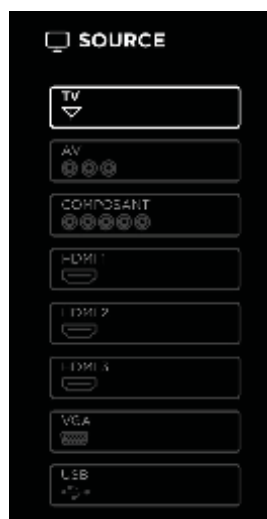 SOURCE
TV
AV
COMPOSANT
HDMI 1
HDMI 2
HDMI 3
VGA
USB